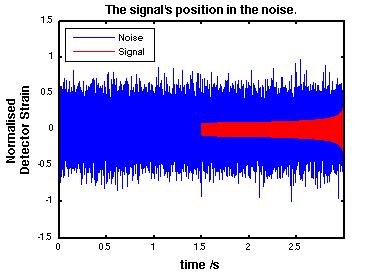 The signal's position in the noise.
Noise
Signal
Normalised
Detector Strain
1.5
1
0.5
0
-0.5
-1
-1.5
0
0.5
1
1.5
2
2.5
time /s